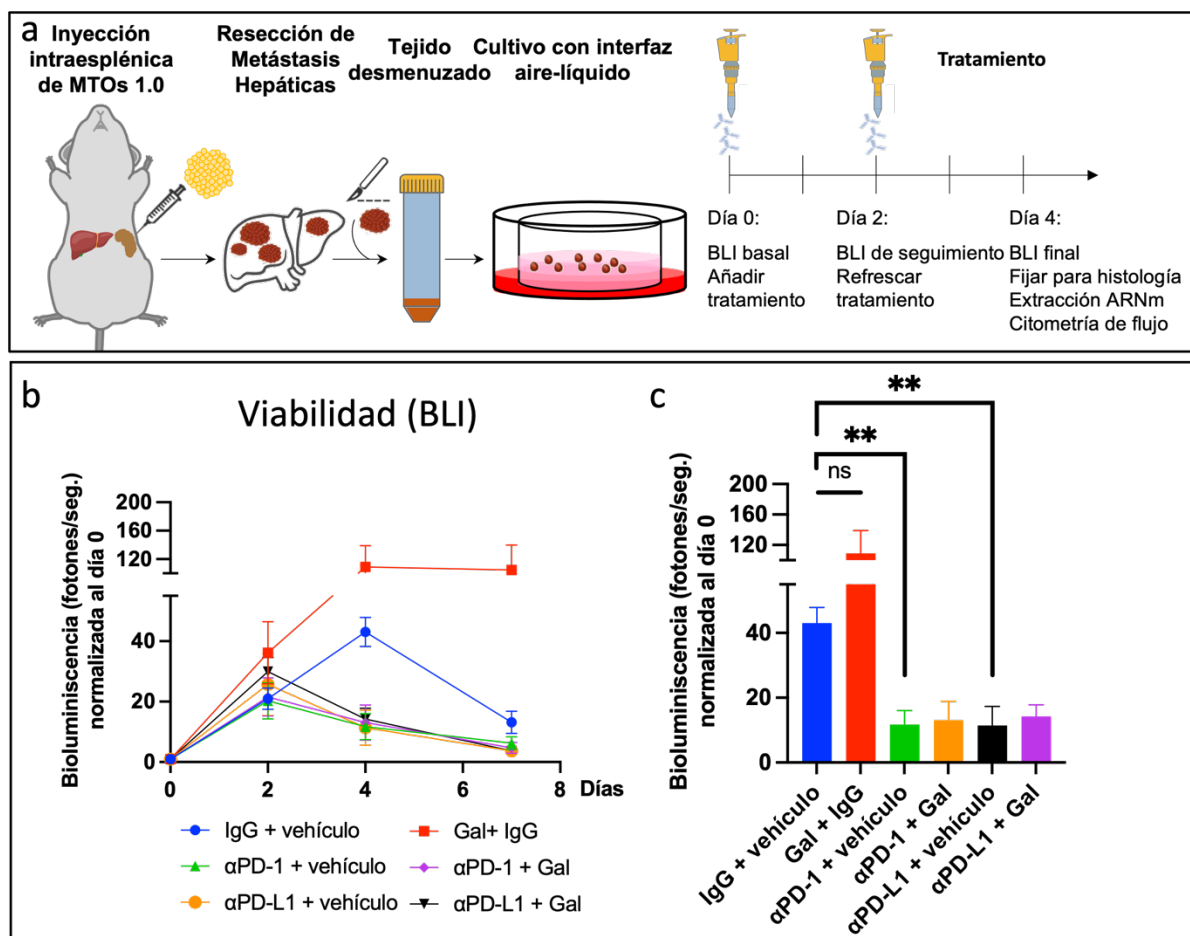 a
Inyección
intraesplénica
de MTOs 1.0
Resección de
Metástasis
Hepáticas
Tejido
desmenuzado
Cultivo con interfaz
aire-líquido
Tratamiento
Día 0:
BLI basal
Añadir
tratamiento
Día 2:
BLI de seguimiento
Refrescar
tratamiento
Día 4:
BLI final
Fijar para histología
Extracción ARNm
Citometría de flujo
b
Viabilidad (BLI)
Bioluminiscencia (fotones/seg.)
normalizada al día 0
200
160
120
40
20
0
0
2
4
6
8
Días
IgG + vehículo
Gal+ IgG
αPD-1 + vehículo
αPD-1 + Gal
αPD-L1 + vehículo
αPD-L1 + Gal
c
**
**
ns
Bioluminiscencia (fotones/seg.)
normalizada al día 0
200
160
120
40
20
0
IgG + vehículo
Gal + IgG
αPD-1 + vehículo
αPD-1 + Gal
αPD-L1 + vehículo
αPD-L1 + Gal